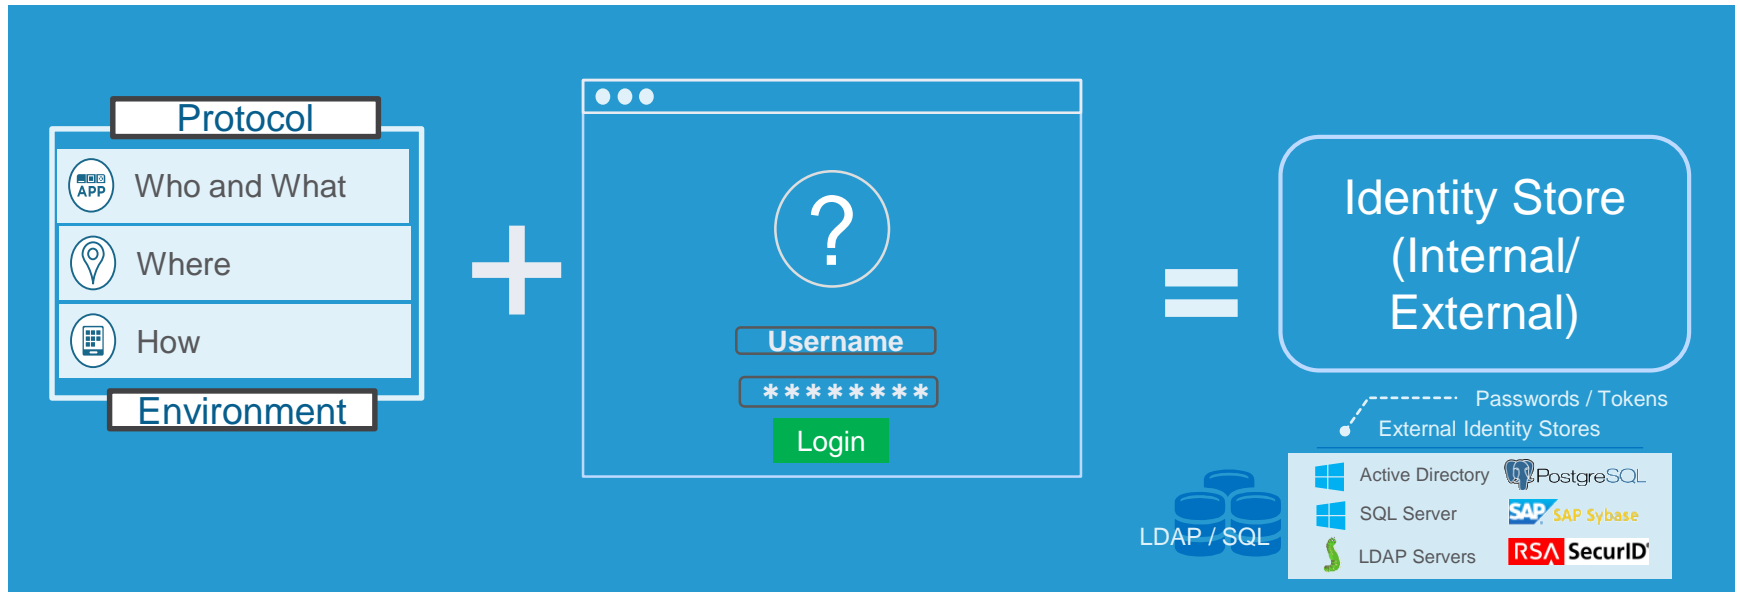 Protocol
APP
Who and What
Where
How
Environment
?
Username
********
Login
Identity Store
(Internal/
External)
Passwords / Tokens
External Identity Stores
LDAP / SQL
Active Directory
PostgreSQL
SQL Server
SAP SAP Sybase
LDAP Servers
RSA SecurID